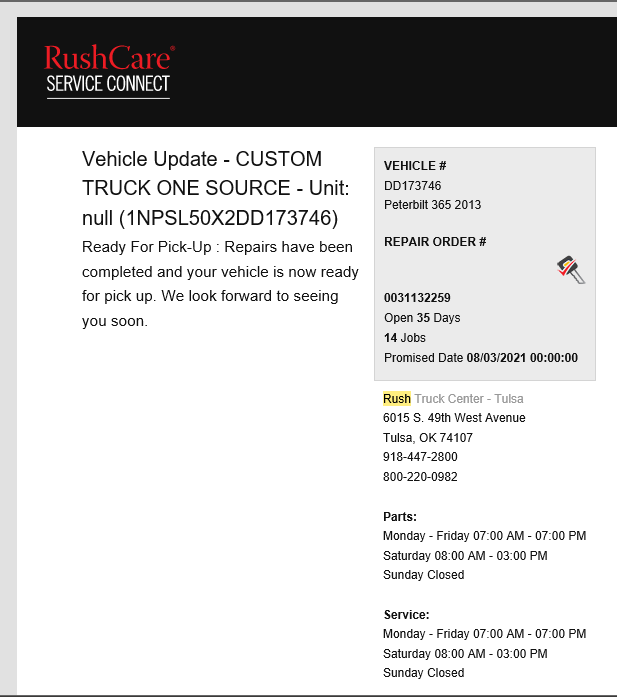 RushCare®
SERVICE CONNECT
Vehicle Update - CUSTOM
TRUCK ONE SOURCE - Unit:
null (1NPSL50X2DD173746)
Ready For Pick-Up : Repairs have been
completed and your vehicle is now ready
for pick up. We look forward to seeing
you soon.
VEHICLE #
DD173746
Peterbilt 365 2013
REPAIR ORDER #
0031132259
Open 35 Days
14 Jobs
Promised Date 08/03/2021 00:00:00
Rush Truck Center - Tulsa
6015 S. 49th West Avenue
Tulsa, OK 74107
918-447-2800
800-220-0982
Parts:
Monday - Friday 07:00 AM - 07:00 PM
Saturday 08:00 AM - 03:00 PM
Sunday Closed
Service:
Monday - Friday 07:00 AM - 07:00 PM
Saturday 08:00 AM - 03:00 PM
Sunday Closed